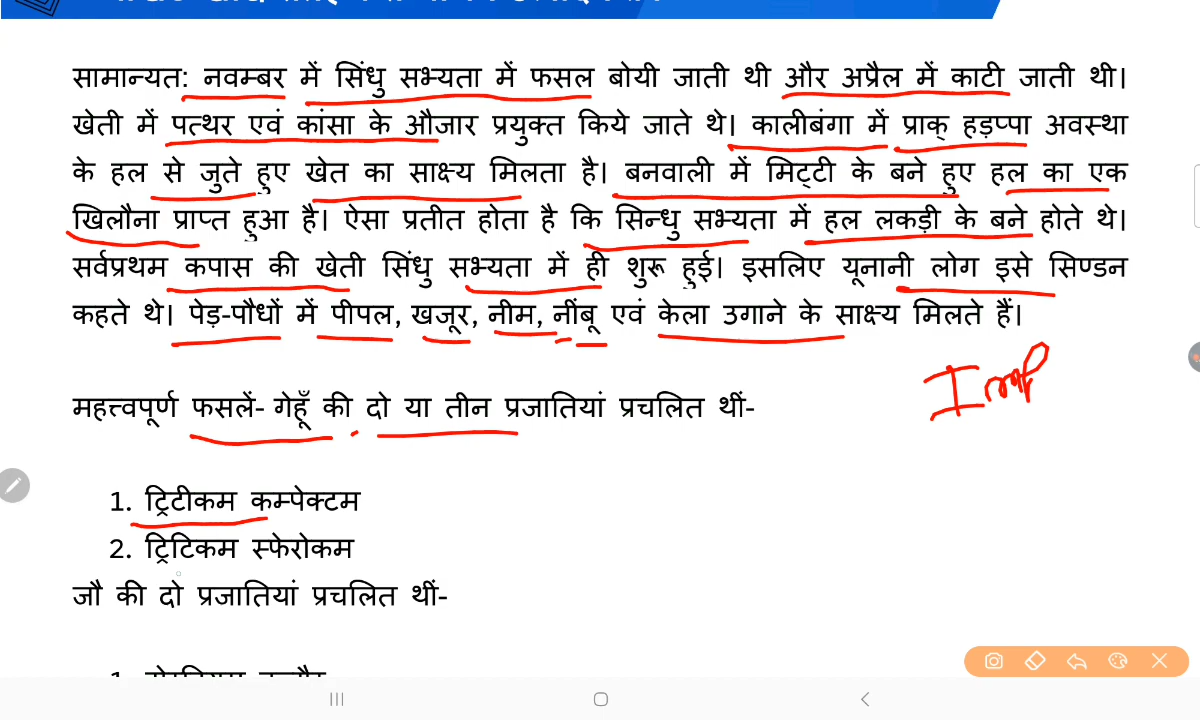 सामान्यत: नवम्बर में सिंधु सभ्यता में फसल बोयी जाती थी और अप्रैल में काटी जाती थी।
खेती में पत्थर एवं कांसा के औजार प्रयुक्त किये जाते थे। कालीबंगा में प्राक् हड़प्पा अवस्था
के हल से जुते हुए खेत का साक्ष्य मिलता है। बनवाली में मिट्टी के बने हुए हल का एक
खिलौना प्राप्त हुआ है। ऐसा प्रतीत होता है कि सिन्धु सभ्यता में हल लकड़ी के बने होते थे।
सर्वप्रथम कपास की खेती सिंधु सभ्यता में ही शुरू हुई। इसलिए यूनानी लोग इसे सिण्डन
कहते थे। पेड़-पौधों में पीपल, खजूर, नीम, नींबू एवं केला उगाने के साक्ष्य मिलते हैं।
Imp
महत्त्वपूर्ण फसलें- गेहूँ की दो या तीन प्रजातियां प्रचलित थीं-
1. ट्रिटीकम कम्पेक्टम
2. ट्रिटिकम स्फेरोकम
जौ की दो प्रजातियां प्रचलित थीं-